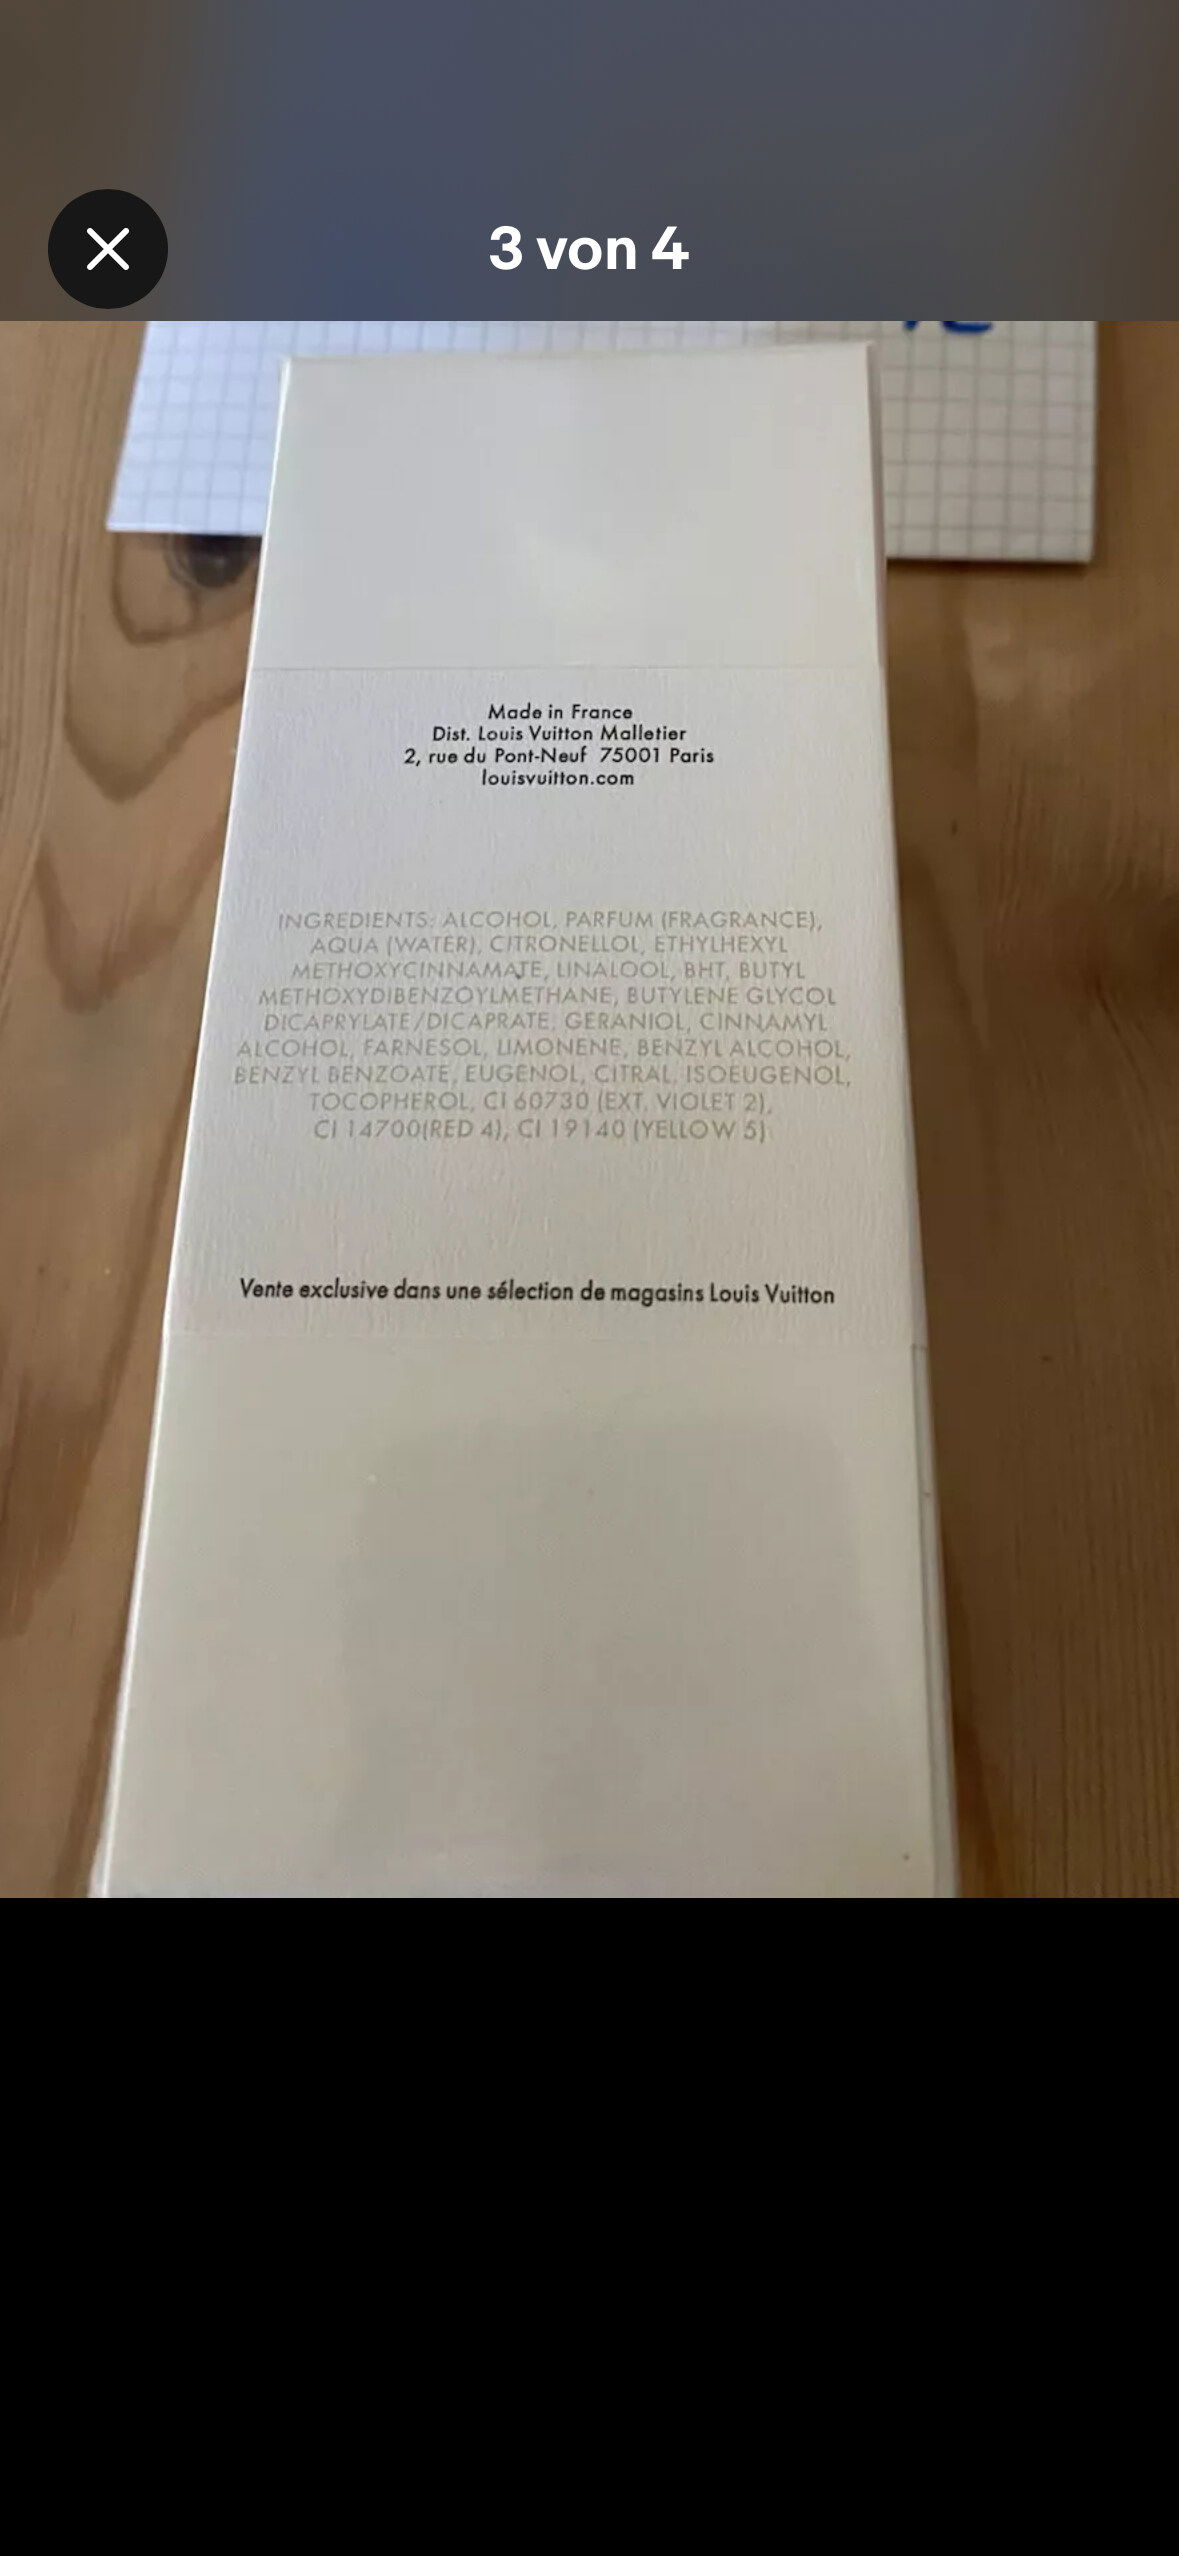 3 von 4
Made in France
Dist. Louis Vuitton Malletier
2, rue du Pont-Neuf 75001 Paris
louisvuitton.com
INGREDIENTS: ALCOHOL, PARFUM (FRAGRANCE),
AQUA (WATER), CITRONELLOL, ETHYLHEXYL
METHOXYCINNAMATE, LINALOOL, BHT, BUTYL
METHOXYDIBENZOYLMETHANE, BUTYLENE GLYCOL
DICAPRYLATE/DICAPRATE, GERANIOL, CINNAMYL
ALCOHOL, FARNESOL, LIMONENE, BENZYL ALCOHOL,
BENZYL BENZOATE, EUGENOL, CITRAL, ISOEUGENOL,
TOCOPHEROL, CI 60730 (EXT. VIOLET 2),
CI 14700(RED 4), CI 19140 (YELLOW 5)
Vente exclusive dans une sélection de magasins Louis Vuitton